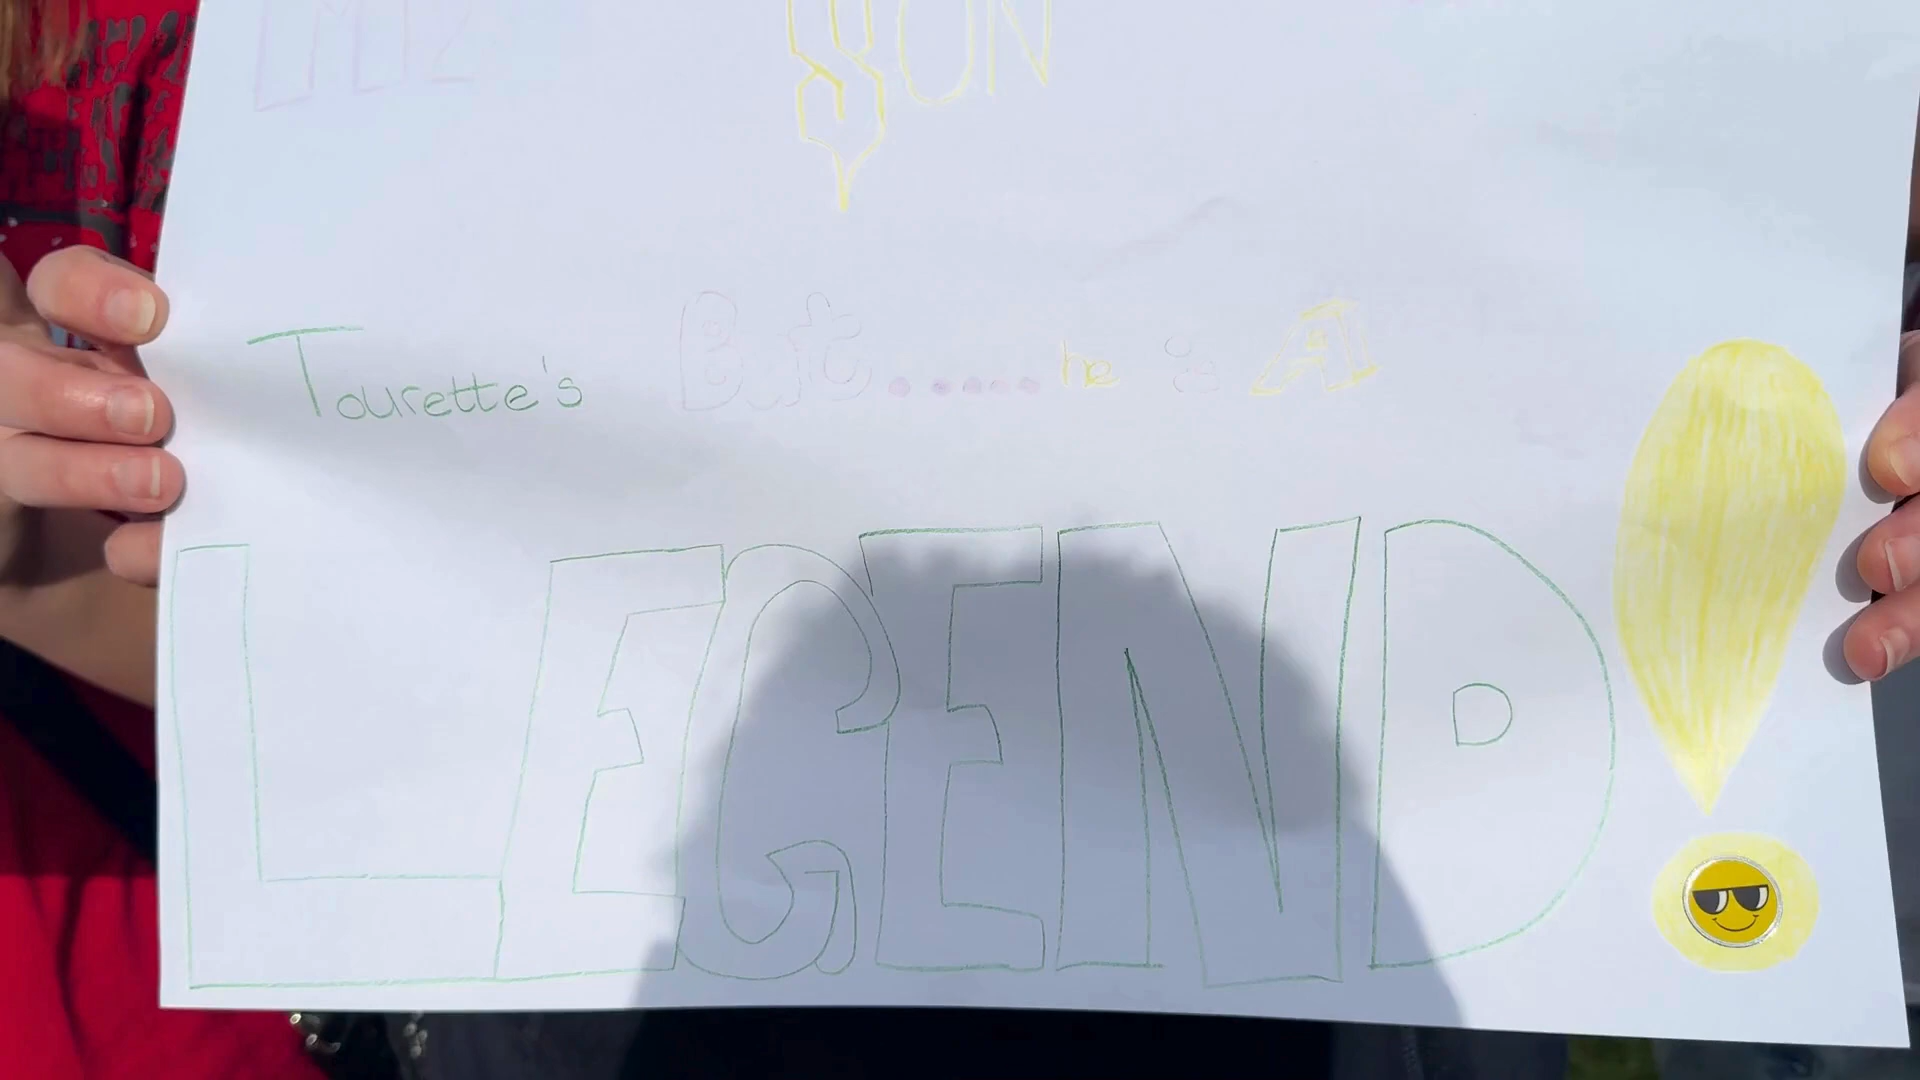 SON
Tourette's But..... he is A
LEGEND!